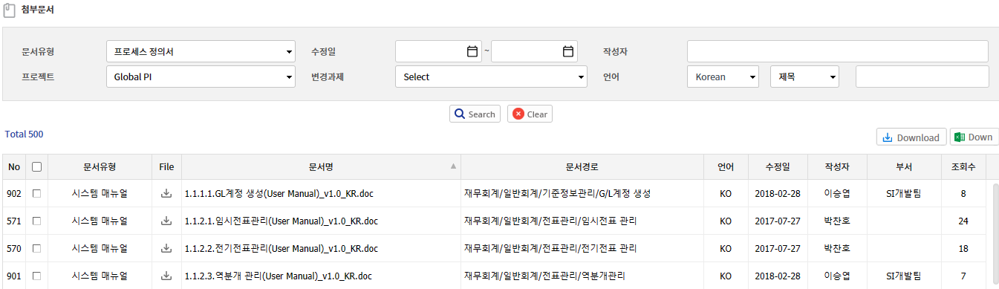 첨부문서
문서유형 프로세스 정의서 수정일 ~ 작성자
프로젝트 Global PI 변경과제 Select 언어 Korean 제목
Search Clear
Total 500
Download Down
No 문서유형 File 문서명 문서경로 언어 수정일 작성자 부서 조회수
902 시스템 매뉴얼 1.1.1.1.GL계정 생성(User Manual)_v1.0_KR.doc 재무회계/일반회계/기준정보관리/G/L계정 생성 KO 2018-02-28 이승엽 SI개발팀 8
571 시스템 매뉴얼 1.1.2.1.임시전표관리(User Manual)_v1.0_KR.doc 재무회계/일반회계/전표관리/임시전표 관리 KO 2017-07-27 박찬호 24
570 시스템 매뉴얼 1.1.2.2.전기전표관리(User Manual)_v1.0_KR.doc 재무회계/일반회계/전표관리/전기전표 관리 KO 2017-07-27 박찬호 18
901 시스템 매뉴얼 1.1.2.3.역분개 관리(User Manual)_v1.0_KR.doc 재무회계/일반회계/전표관리/역분개관리 KO 2018-02-28 이승엽 SI개발팀 7